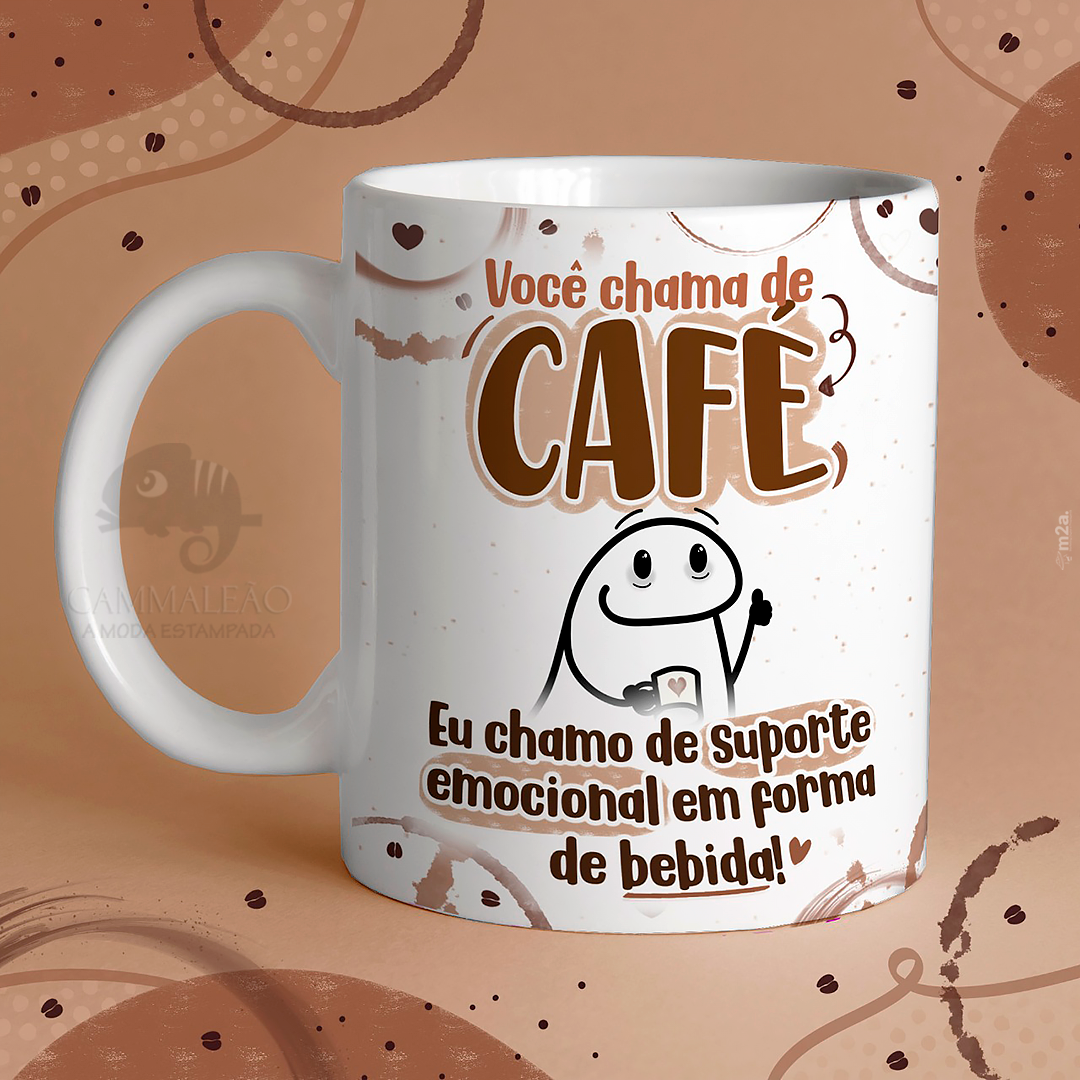 Você chama de
CAFÉ
Eu chamo de suporte
emocional em forma
de bebida!
CAMMALEÃO
A MODA ESTAMPADA
m2a.